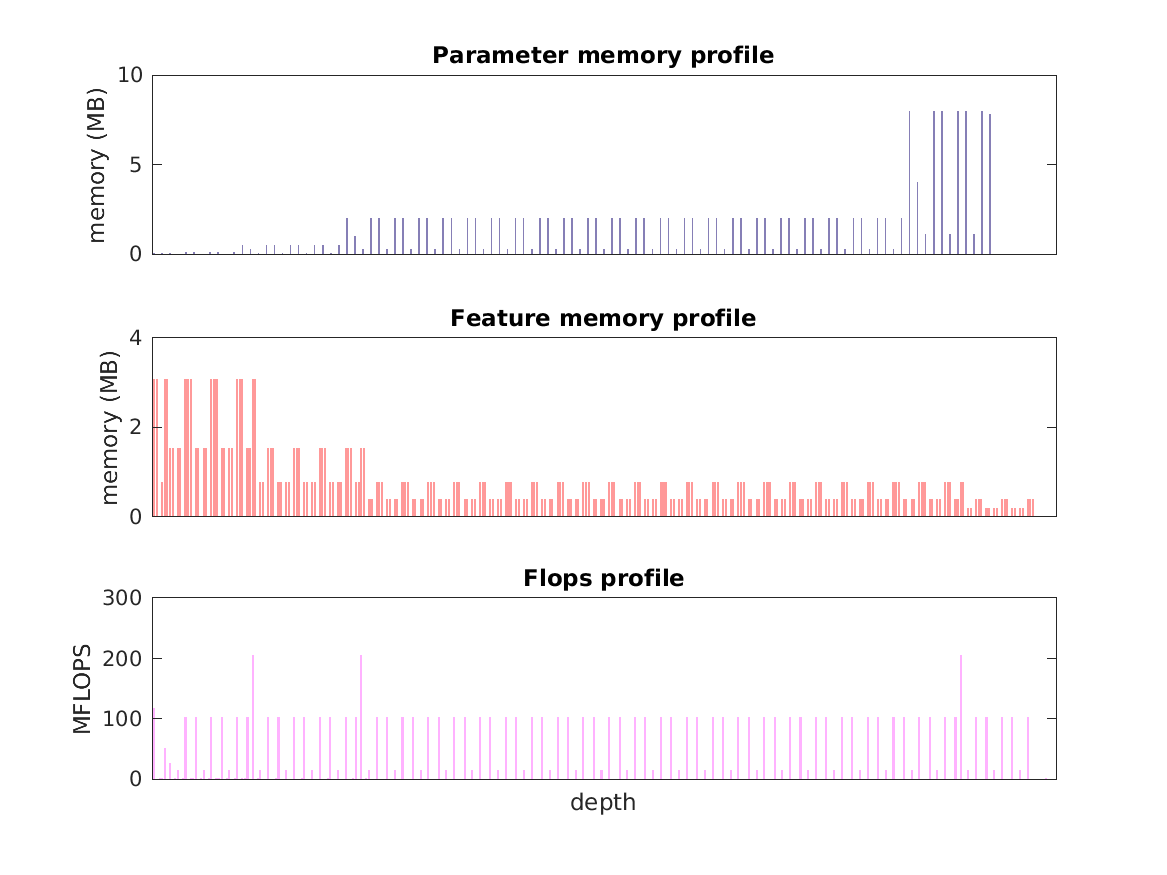 Parameter memory profile
10
5
0
memory (MB)
Feature memory profile
4
2
0
memory (MB)
Flops profile
300
200
100
0
MFLOPS
depth